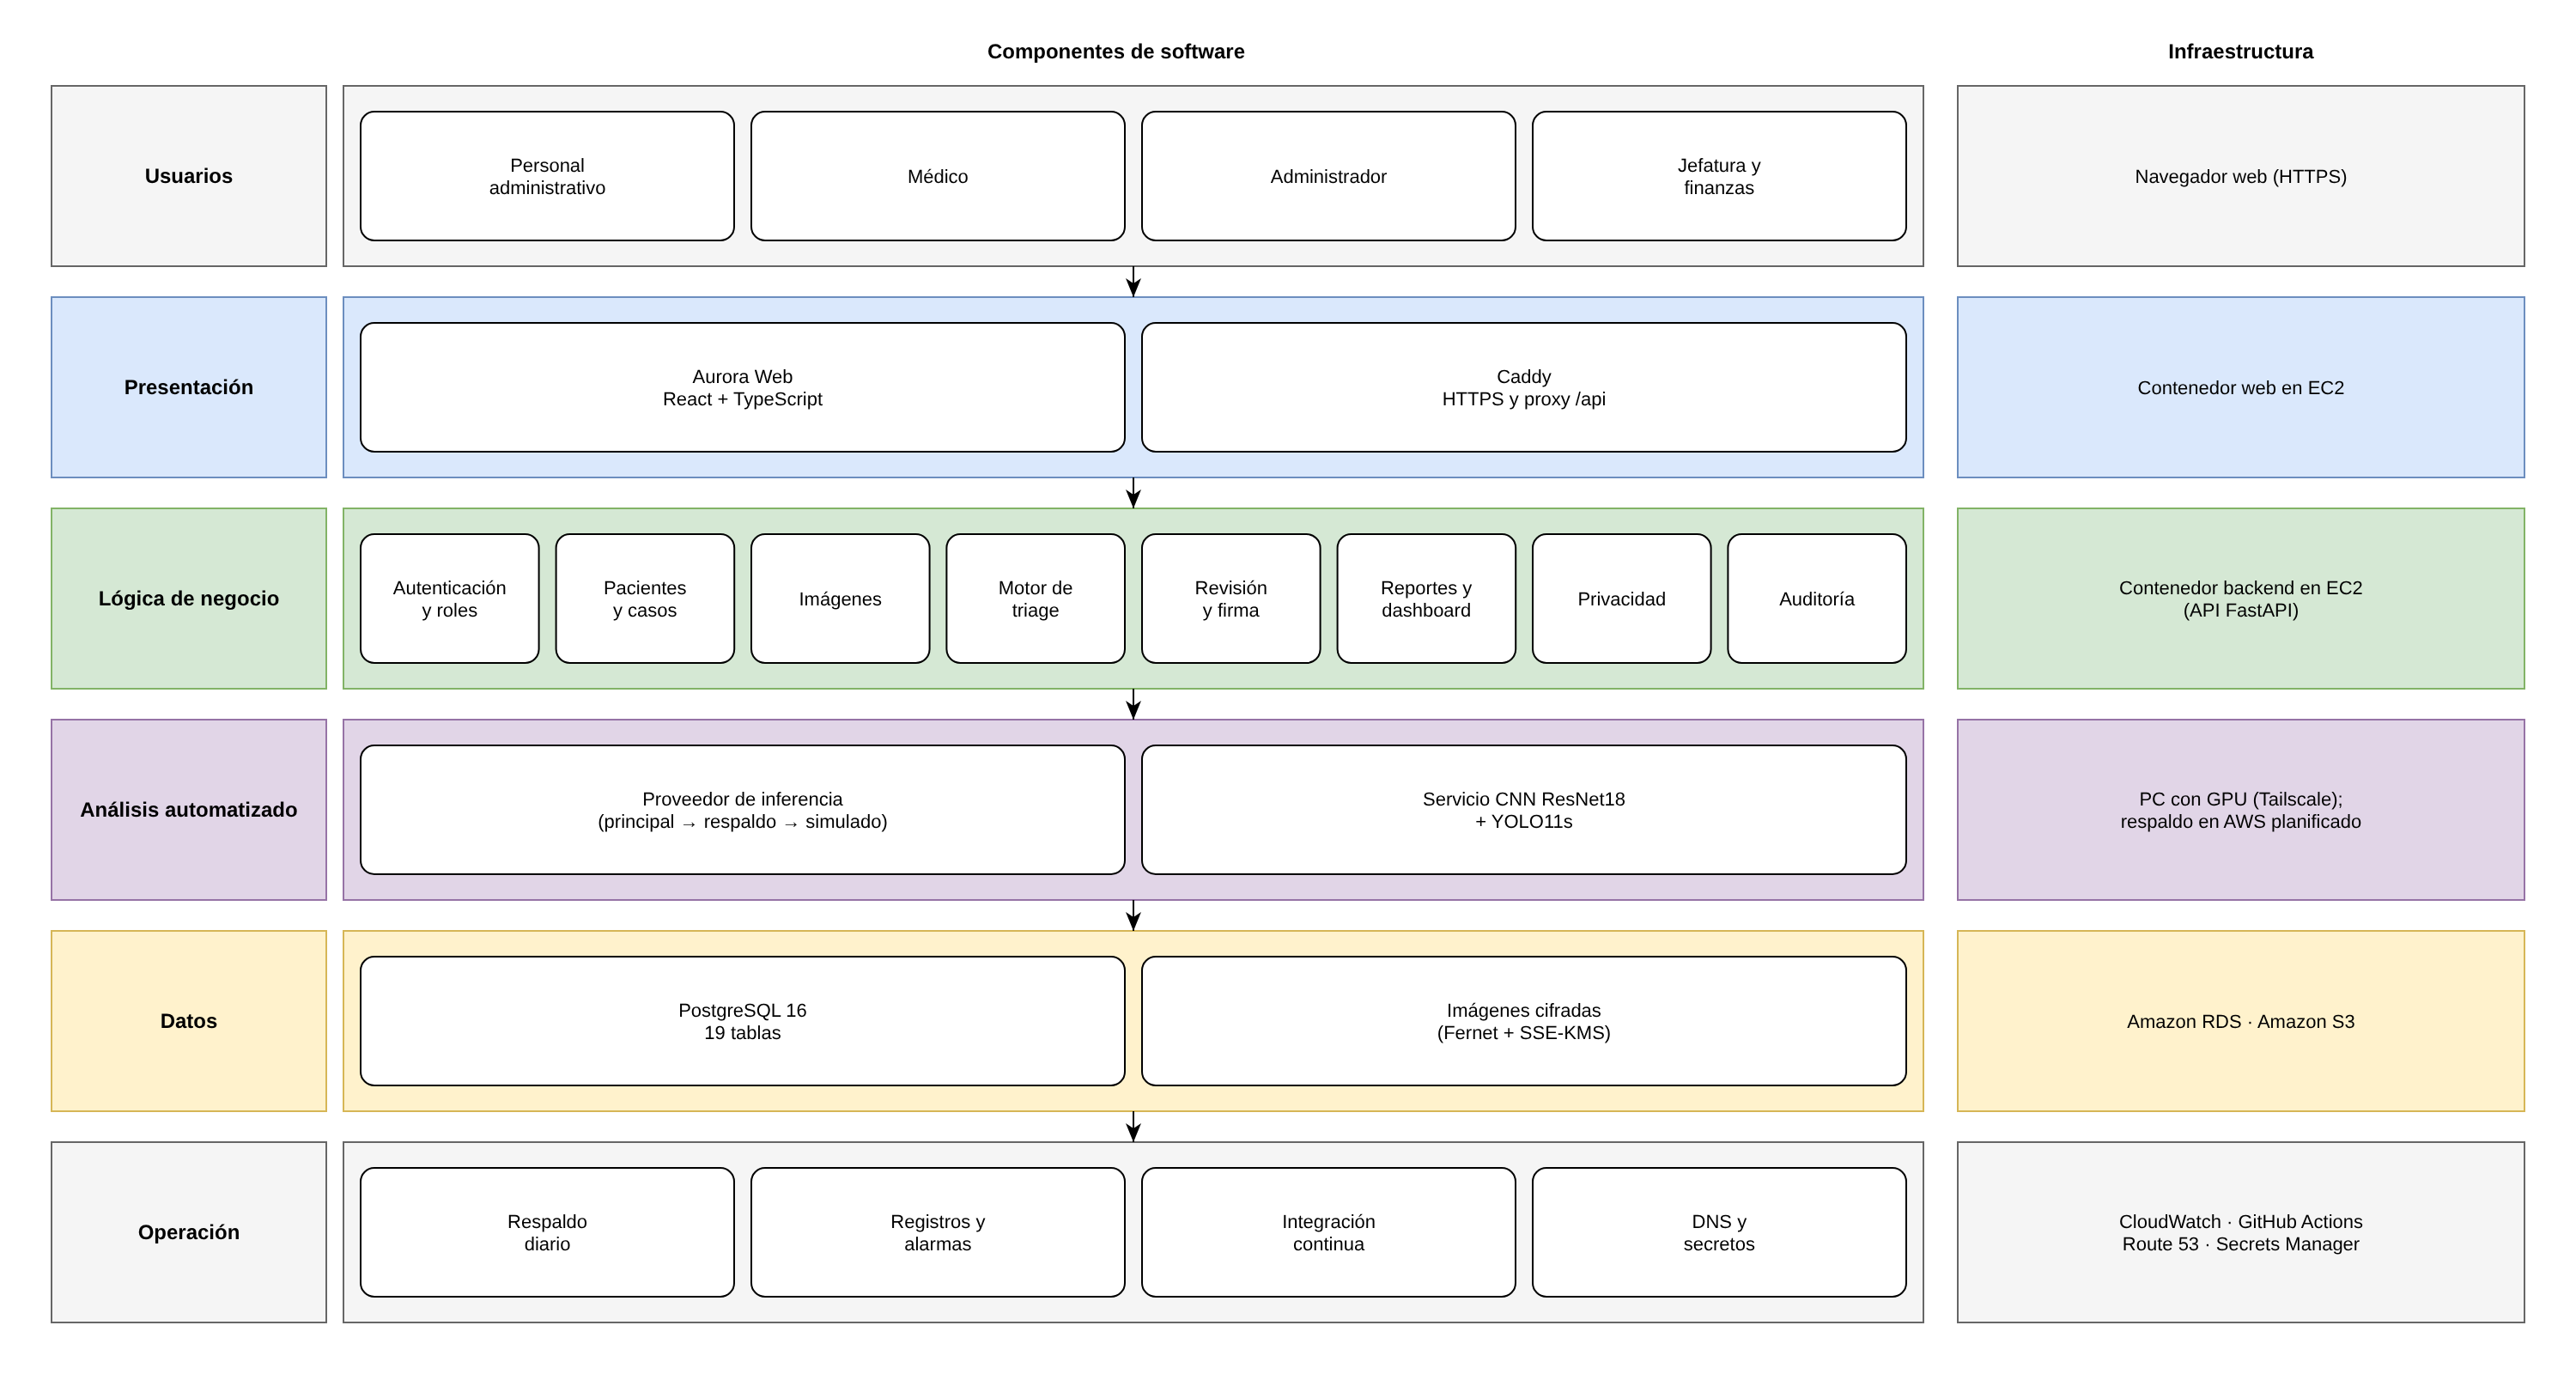 Componentes de software
Infraestructura
Usuarios
Personal
administrativo
Médico
Administrador
Jefatura y
finanzas
Navegador web (HTTPS)
Presentación
Aurora Web
React + TypeScript
Caddy
HTTPS y proxy /api
Contenedor web en EC2
Lógica de negocio
Autenticación
y roles
Pacientes
y casos
Imágenes
Motor de
triage
Revisión
y firma
Reportes y
dashboard
Privacidad
Auditoría
Contenedor backend en EC2
(API FastAPI)
Análisis automatizado
Proveedor de inferencia
(principal → respaldo → simulado)
Servicio CNN ResNet18
+ YOLO11s
PC con GPU (Tailscale);
respaldo en AWS planificado
Datos
PostgreSQL 16
19 tablas
Imágenes cifradas
(Fernet + SSE-KMS)
Amazon RDS · Amazon S3
Operación
Respaldo
diario
Registros y
alarmas
Integración
continua
DNS y
secretos
CloudWatch · GitHub Actions
Route 53 · Secrets Manager